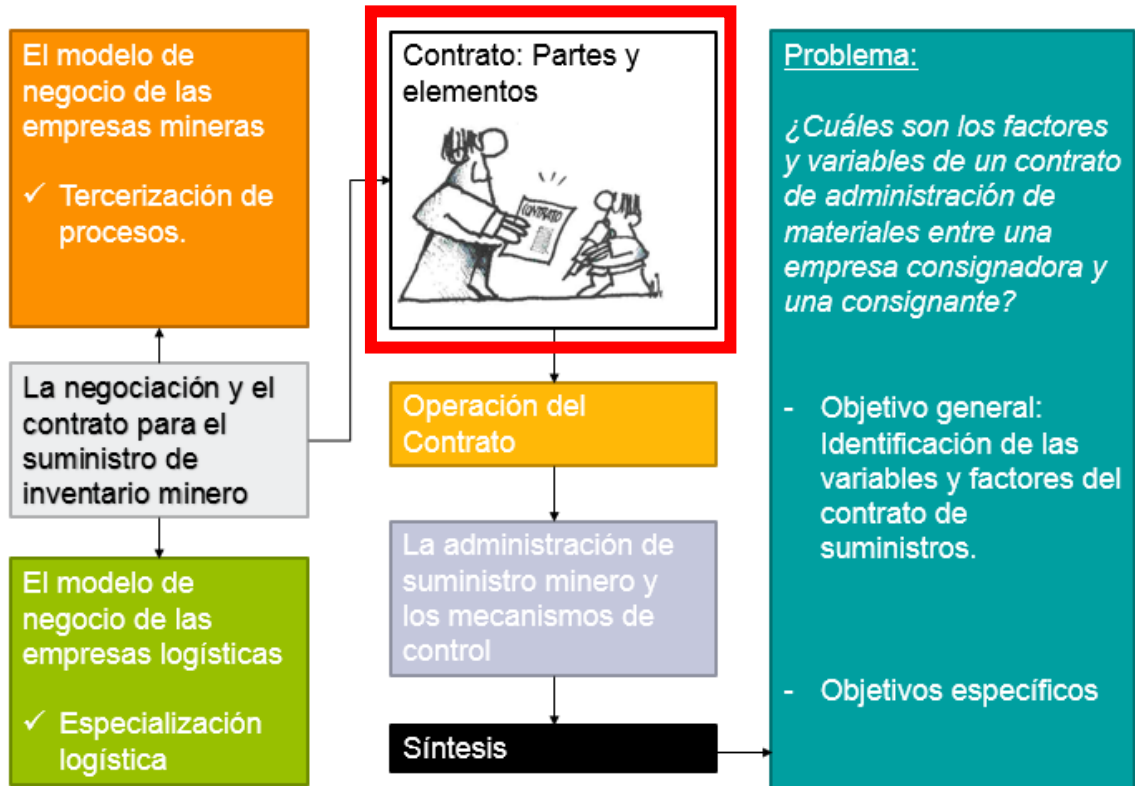 El modelo de
negocio de las
empresas mineras
✓ Tercerización de
procesos.
La negociación y el
contrato para el
suministro de
inventario minero
El modelo de
negocio de las
empresas logísticas
✓ Especialización
logística
Contrato: Partes y
elementos
CONTRATO
Operación del
Contrato
La administración de
suministro minero y
los mecanismos de
control
Síntesis
Problema:
¿Cuáles son los factores
y variables de un contrato
de administración de
materiales entre una
empresa consignadora y
una consignante?
- Objetivo general:
Identificación de las
variables y factores del
contrato de
suministros.
- Objetivos específicos